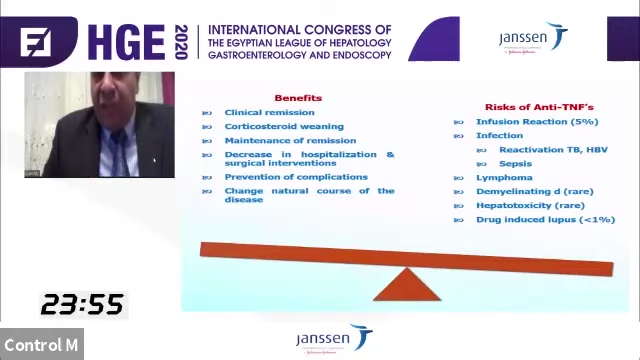 HGE
2020
INTERNATIONAL CONGRESS OF
THE EGYPTIAN LEAGUE OF HEPATOLOGY
GASTROENTEROLOGY AND ENDOSCOPY
janssen
Benefits
Clinical remission
Corticosteroid weaning
Maintenance of remission
Decrease in hospitalization &
surgical interventions
Prevention of complications
Change natural course of the
disease
Risks of Anti-TNF's
Infusion Reaction (5%)
Infection
Reactivation TB, HBV
Sepsis
Lymphoma
Demyelinating d (rare)
Hepatotoxicity (rare)
Drug induced lupus (<1%)
23:55
Control M
janssen